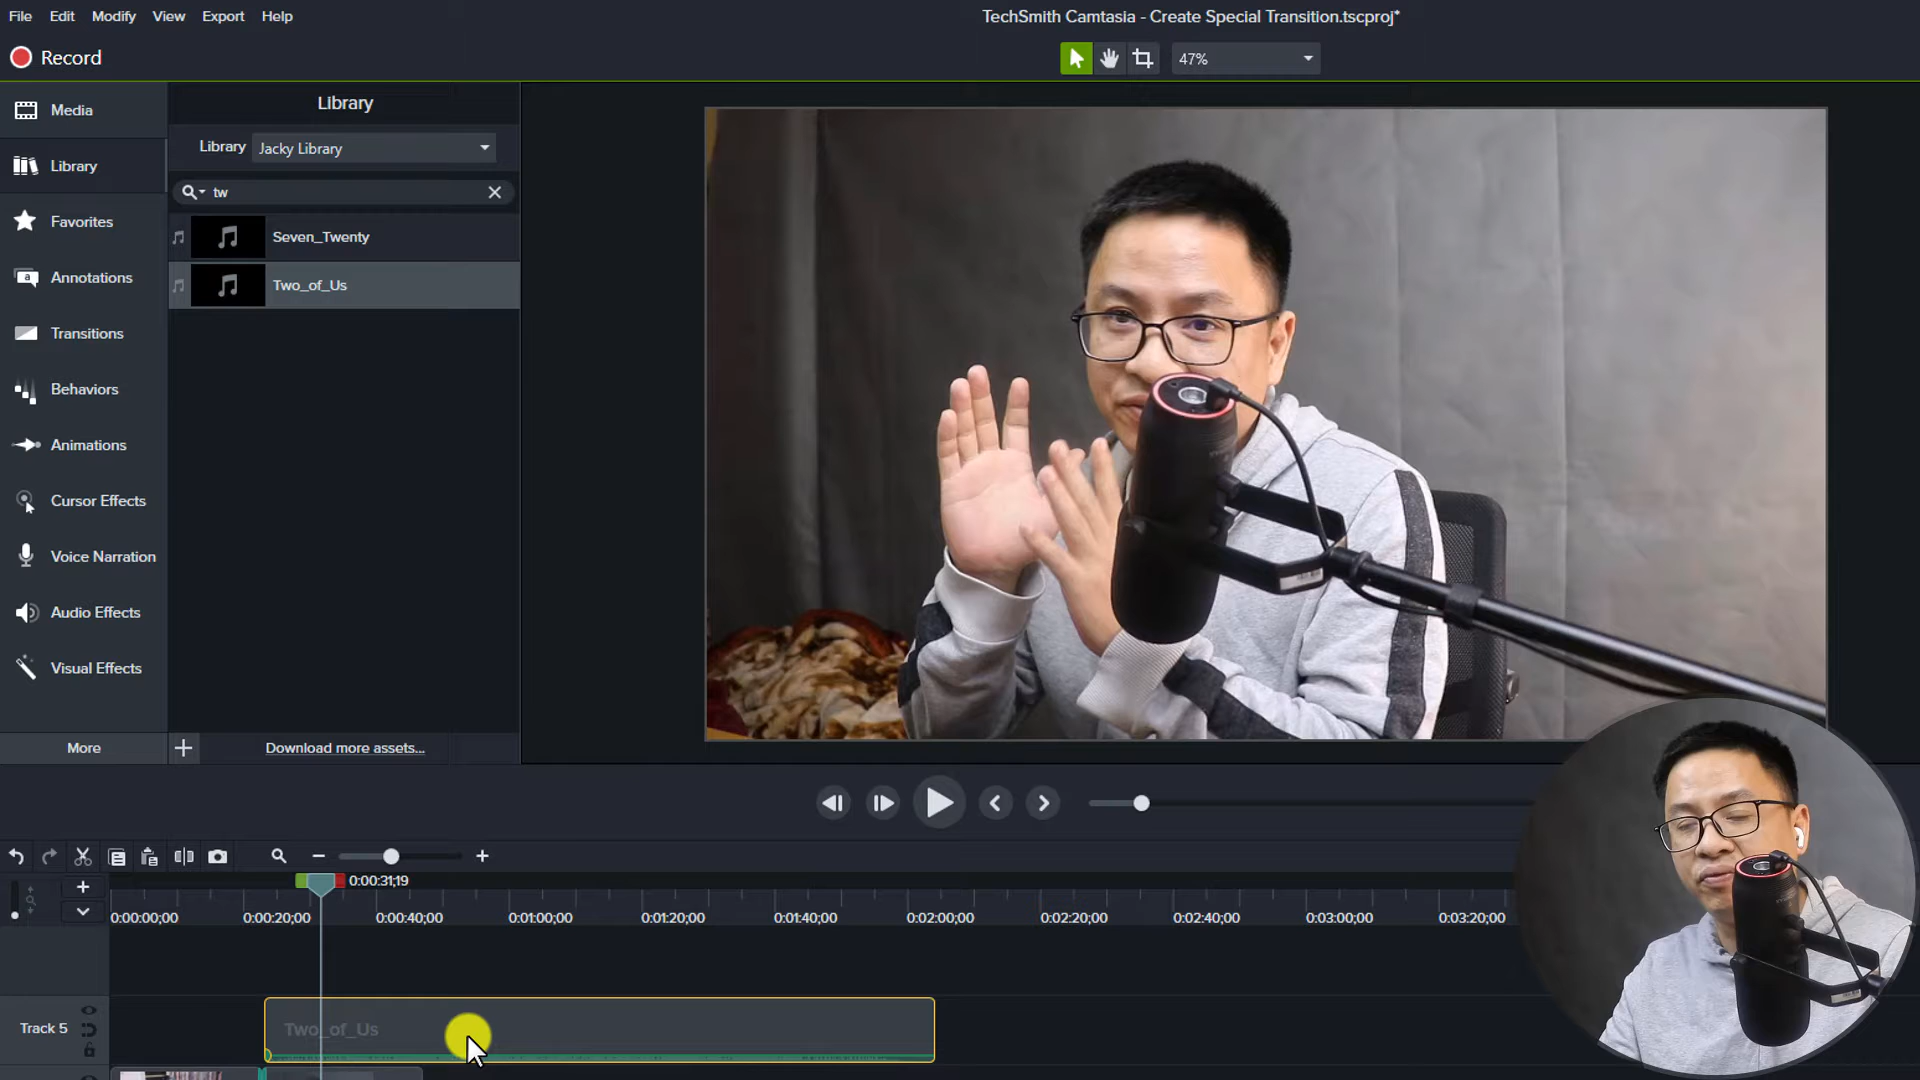 File Edit Modify View Export Help
TechSmith Camtasia - Create Special Transition.tscproj*
Record
47%
Media
Library
Favorites
Annotations
Transitions
Behaviors
Animations
Cursor Effects
Voice Narration
Audio Effects
Visual Effects
More
Library
Library Jacky Library
tw
Seven_Twenty
Two_of_Us
Download more assets...
0:00:31;19
0:00:00;00 0:00:20;00 0:00:40;00 0:01:00;00 0:01:20;00 0:01:40;00 0:02:00;00 0:02:20;00 0:02:40;00 0:03:00;00 0:03:20;00
Track 5
Two_of_Us